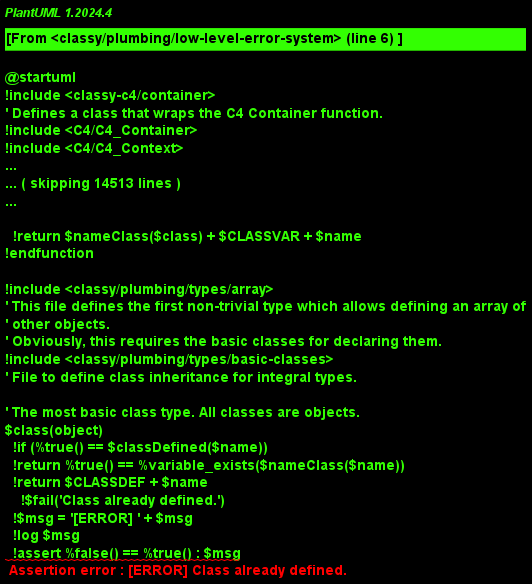 PlantUML 1.2024.4
[From <classy/plumbing/low-level-error-system> (line 6) ]
@startuml
!include <classy-c4/container>
' Defines a class that wraps the C4 Container function.
!include <C4/C4_Container>
!include <C4/C4_Context>
...
... ( skipping 14513 lines )
...
!return $nameClass($class) + $CLASSVAR + $name
!endfunction
!include <classy/plumbing/types/array>
' This file defines the first non-trivial type which allows defining an array of
' other objects.
' Obviously, this requires the basic classes for declaring them.
!include <classy/plumbing/types/basic-classes>
' File to define class inheritance for integral types.
' The most basic class type. All classes are objects.
$class(object)
!if (%true() == $classDefined($name))
!return %true() == %variable_exists($nameClass($name))
!return $CLASSDEF + $name
!$fail('Class already defined.')
!$msg = '[ERROR] ' + $msg
!log $msg
!assert %false() == %true() : $msg
Assertion error : [ERROR] Class already defined.